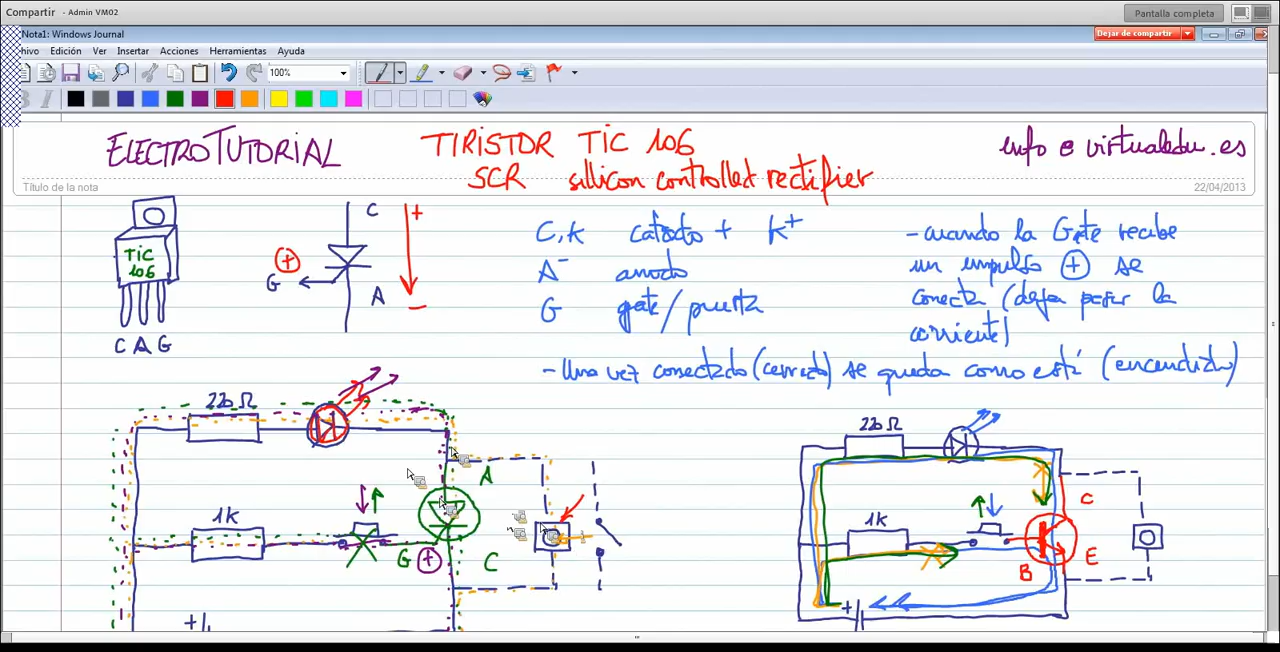 Compartir - Admin VM02
Pantalla completa
Nota1: Windows Journal
Dejar de compartir
hivo Edición Ver Insertar Acciones Herramientas Ayuda
100%
ELECTROTUTORIAL TIRISTOR TIC 106 info @ virtualedu.es
SCR sillicon controlled rectifier
Título de la nota
22/04/2013
TIC
106
C A G
C
+
+
G
A
-
C,K catodo + K+
A- anodo
G gate/puerta
- cuando la Gate recibe
un impulso + se
conecta (deja pasar la
corriente)
- Una vez conectado (cerrado) se queda como está (encendido)
220 Ω
A
1K
G +
C
+
220 Ω
C
1K
E
B
+